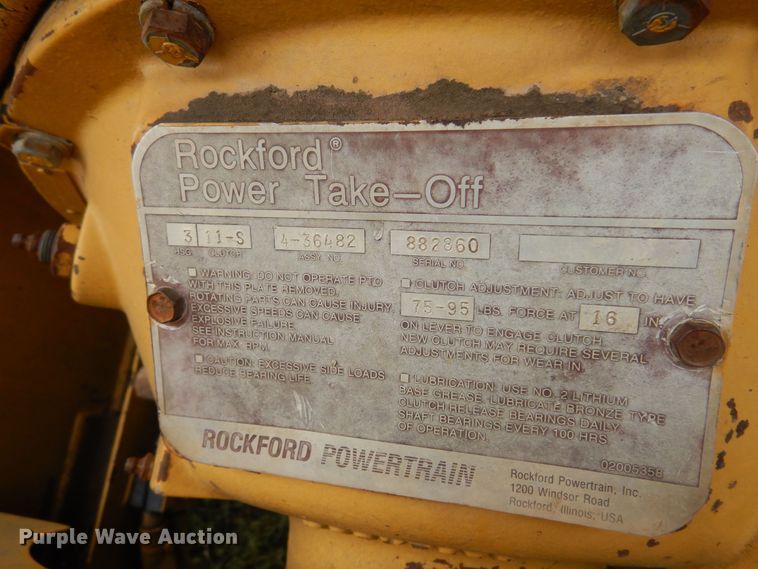 Rockford®
Power Take-Off
3 11-S 4-36482 882860
HSG. CLUTCH ASSY. NO. SERIAL NO. CUSTOMER NO.
WARNING: DO NOT OPERATE PTO
WITH THIS PLATE REMOVED.
ROTATING PARTS CAN CAUSE INJURY.
EXCESSIVE SPEEDS CAN CAUSE
EXPLOSIVE FAILURE.
SEE INSTRUCTION MANUAL
FOR MAX. RPM.
CAUTION: EXCESSIVE SIDE LOADS
REDUCE BEARING LIFE.
CLUTCH ADJUSTMENT: ADJUST TO HAVE
75-95 LBS. FORCE AT 16 IN.
ON LEVER TO ENGAGE CLUTCH.
NEW CLUTCH MAY REQUIRE SEVERAL
ADJUSTMENTS FOR WEAR IN.
LUBRICATION: USE NO. 2 LITHIUM
BASE GREASE. LUBRICATE BRONZE TYPE
CLUTCH RELEASE BEARINGS DAILY.
SHAFT BEARINGS EVERY 100 HRS.
OF OPERATION.
02005358
ROCKFORD POWERTRAIN
Rockford Powertrain, Inc.
1200 Windsor Road
Rockford, Illinois, USA
Purple Wave Auction